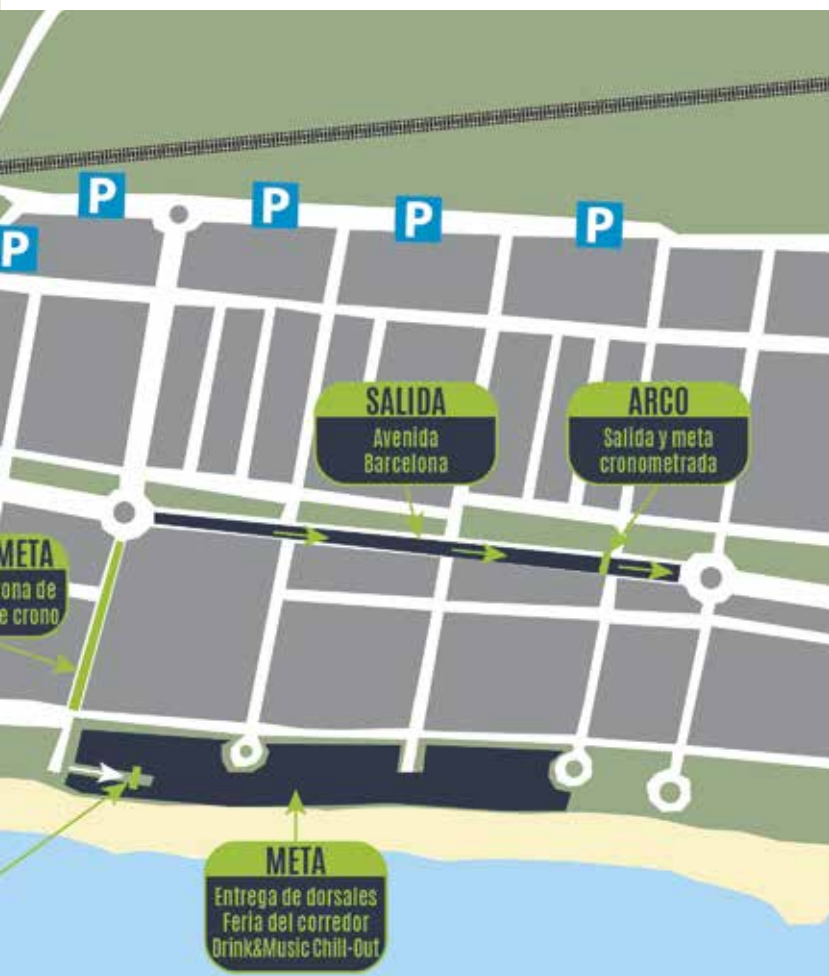 P
P
P
P
P
SALIDA
Avenida
Barcelona
ARCO
Salida y meta
cronometrada
META
ona de
e crono
META
Entrega de dorsales
Feria del corredor
Drink&Music Chill-Out